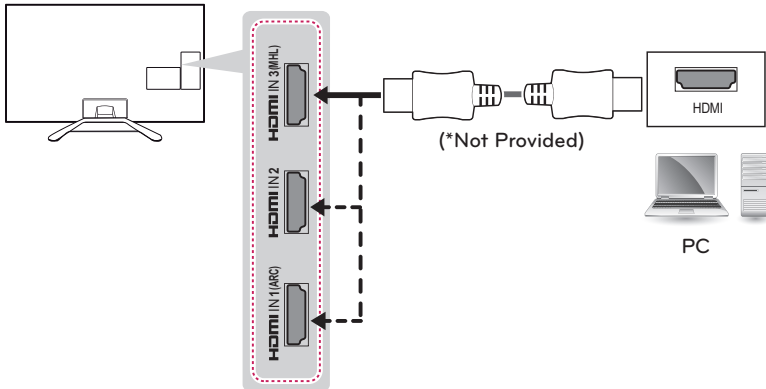 HDMI IN 3(MHL)
HDMI IN 2
HDMI IN 1(ARC)
(*Not Provided)
HDMI
PC